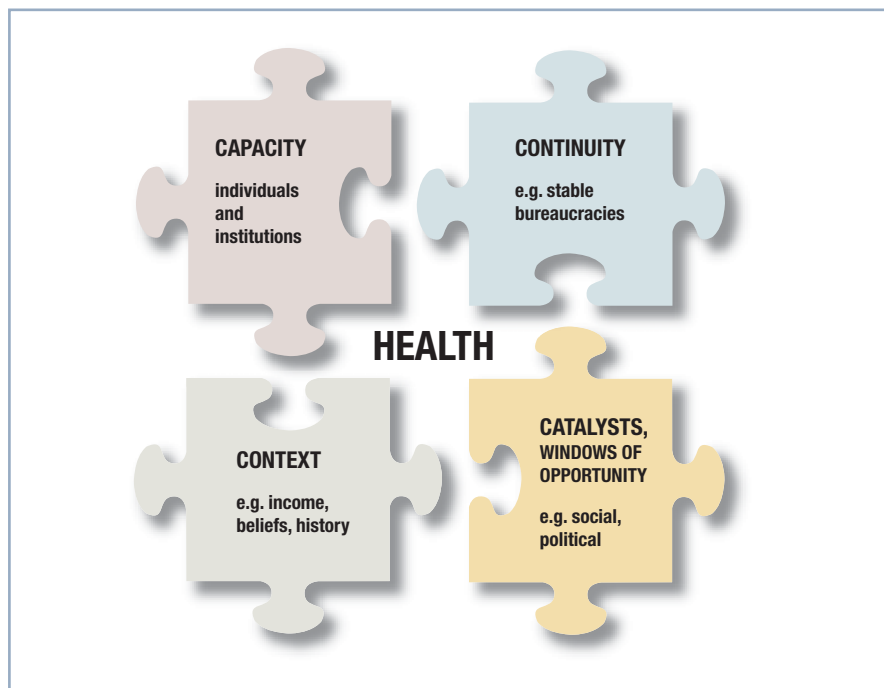 CAPACITY
individuals
and
institutions
CONTINUITY
e.g. stable
bureaucracies
HEALTH
CONTEXT
e.g. income,
beliefs, history
CATALYSTS,
WINDOWS OF
OPPORTUNITY
e.g. social,
political